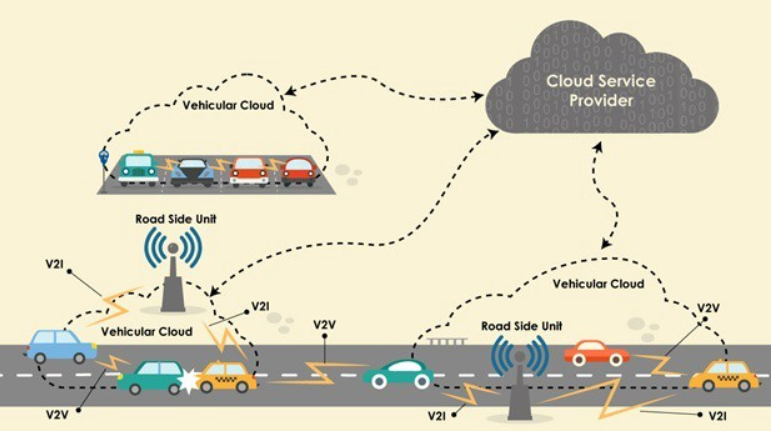 Cloud Service
Provider
Vehicular Cloud
Road Side Unit
V2I
V2I
Vehicular Cloud
V2V
V2V
Vehicular Cloud
V2V
Road Side Unit
V2I
V2I